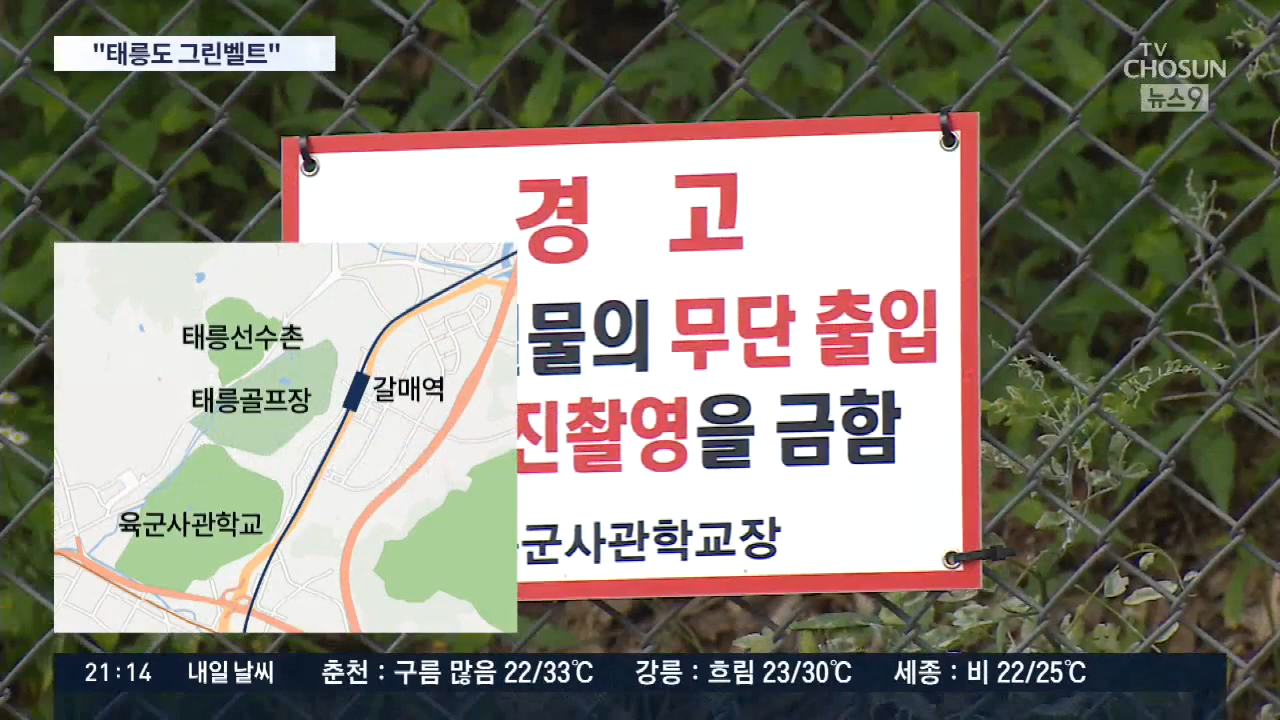 "태릉도 그린벨트"
TV
CHOSUN
뉴스9
경 고
물의 무단 출입
진촬영을 금함
군사관학교장
태릉선수촌
태릉골프장
갈매역
육군사관학교
21:14 내일 날씨 춘천 : 구름 많음 22/33℃ 강릉 : 흐림 23/30℃ 세종 : 비 22/25℃